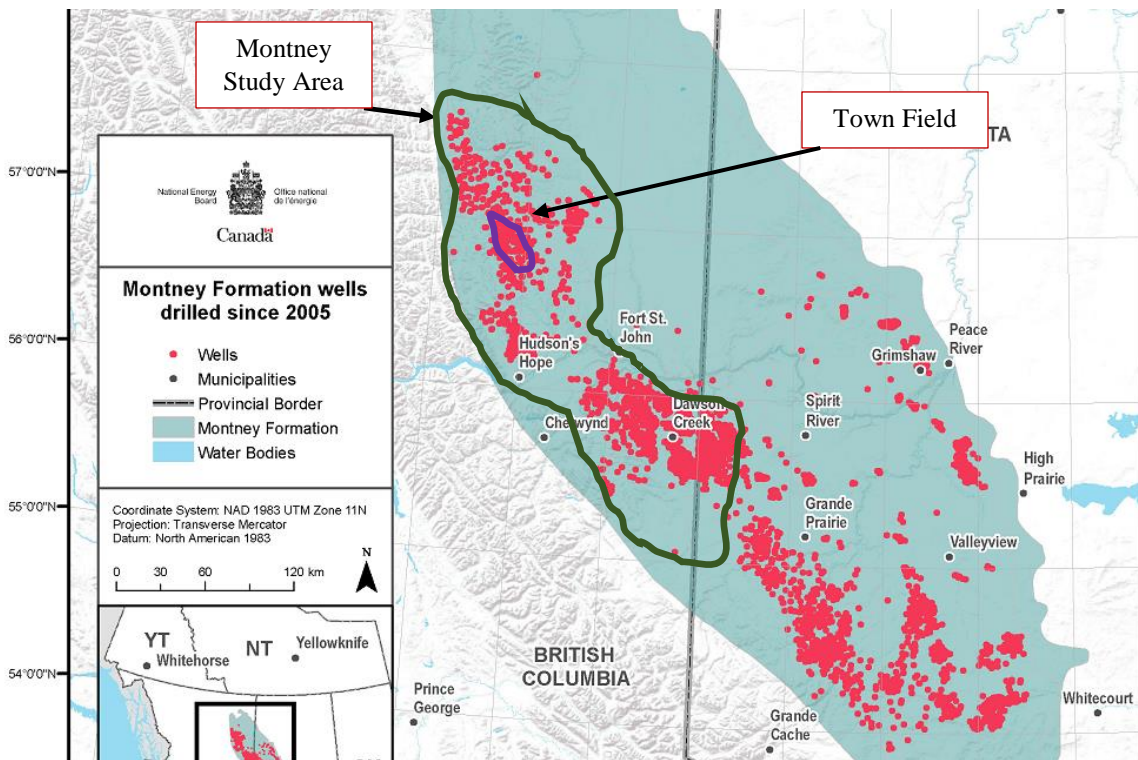 Montney
Study Area
Town Field
TA
57°0'0"N
56°0'0"N
55°0'0"N
54°0'0"N
National Energy
Board
Office national
de l'énergie
Canada
Montney Formation wells
drilled since 2005
Wells
Municipalities
Provincial Border
Montney Formation
Water Bodies
Coordinate System: NAD 1983 UTM Zone 11N
Projection: Transverse Mercator
Datum: North American 1983
N
0 30 60 120 km
YT
NT
Yellowknife
Whitehorse
Fort St.
John
Hudson's
Hope
Chetwynd
Dawson
Creek
Peace
River
Grimshaw
Spirit
River
High
Prairie
Grande
Prairie
Valleyview
BRITISH
COLUMBIA
Prince
George
Grande
Cache
Whitecourt